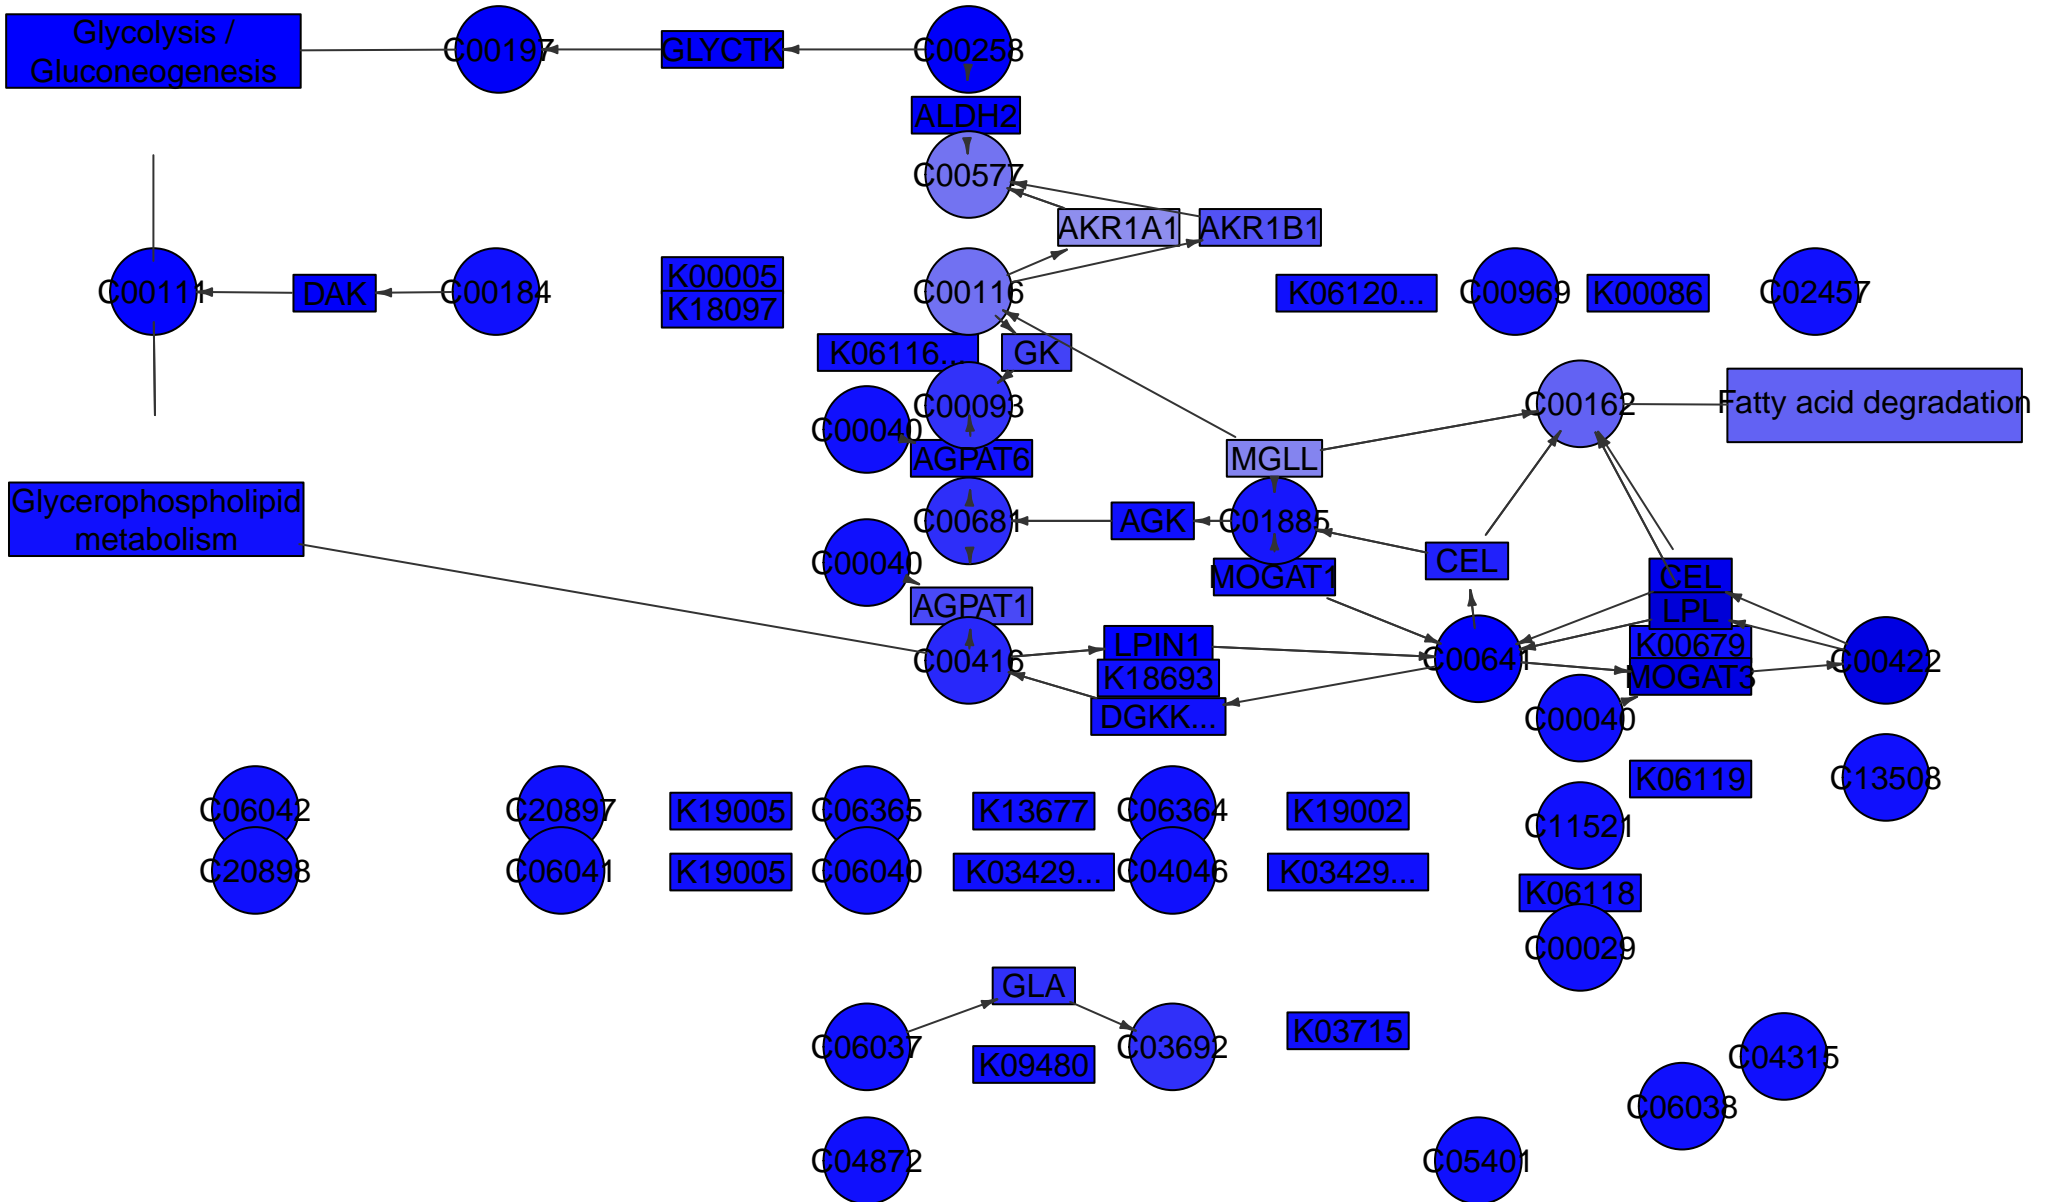 Glycolysis /
Gluconeogenesis
C00197
GLYCTK
C00258
ALDH2
C00577
AKR1A1
AKR1B1
C00111
DAK
C00184
K00005
K18097
C00116
K06120...
C00969
K00086
C02457
K06116...
GK
C00093
C00040
AGPAT6
C00162
Fatty acid degradation
MGLL
Glycerophospholipid
metabolism
C00681
AGK
C01885
CEL
C00040
MOGAT1
AGPAT1
CEL
LPL
C00416
LPIN1
K18693
DGKK...
C00641
K00679
MOGAT3
C00422
C00040
C06042
C20897
K19005
C06365
K13677
C06364
K19002
K06119
C13508
C11521
C20898
C06041
K19005
C06040
K03429...
C04046
K03429...
K06118
C00029
GLA
C06037
K09480
C03692
K03715
C04315
C06038
C04872
C05401